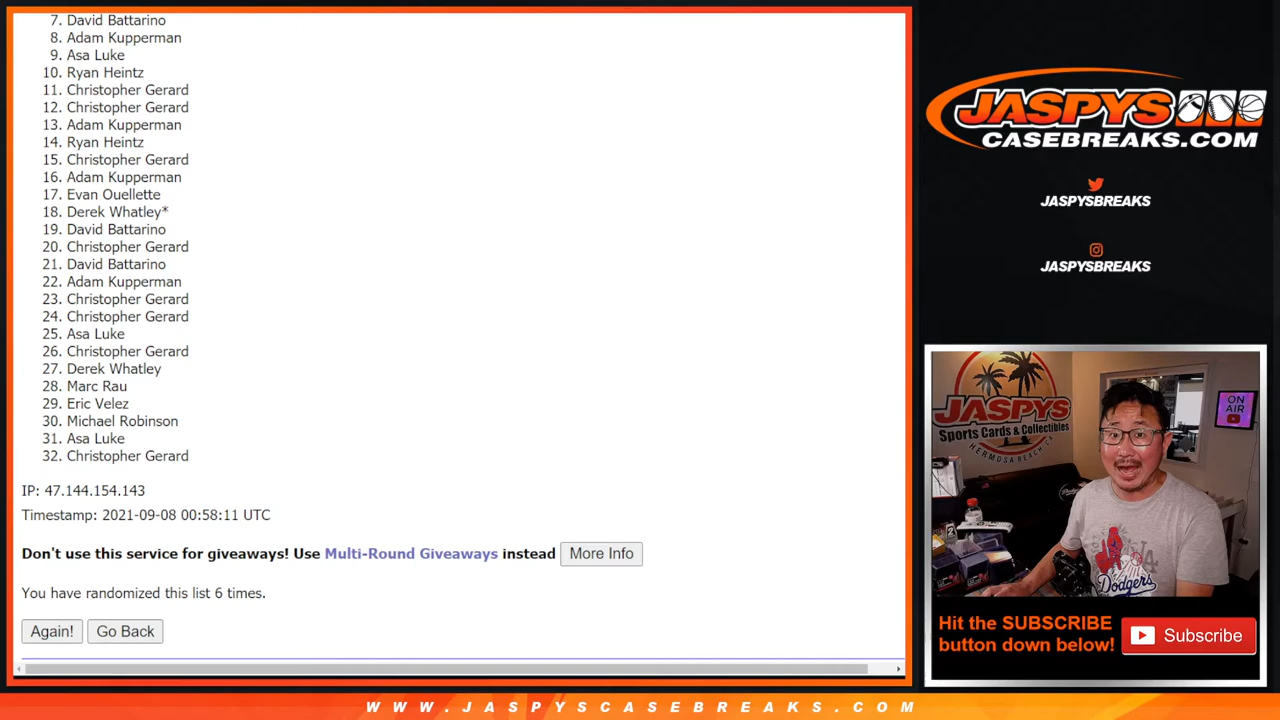 7. David Battarino
8. Adam Kupperman
9. Asa Luke
10. Ryan Heintz
11. Christopher Gerard
12. Christopher Gerard
13. Adam Kupperman
14. Ryan Heintz
15. Christopher Gerard
16. Adam Kupperman
17. Evan Ouellette
18. Derek Whatley*
19. David Battarino
20. Christopher Gerard
21. David Battarino
22. Adam Kupperman
23. Christopher Gerard
24. Christopher Gerard
25. Asa Luke
26. Christopher Gerard
27. Derek Whatley
28. Marc Rau
29. Eric Velez
30. Michael Robinson
31. Asa Luke
32. Christopher Gerard
IP: 47.144.154.143
Timestamp: 2021-09-08 00:58:11 UTC
Don't use this service for giveaways! Use Multi-Round Giveaways instead More Info
You have randomized this list 6 times.
Again! Go Back
JASPYS
CASEBREAKS.COM
JASPYSBREAKS
JASPYSBREAKS
JASPYS
Sports Cards & Collectibles
HERMOSA BEACH, CA
ON
AIR
Dodgers
Hit the SUBSCRIBE
button down below!
Subscribe
WWW.JASPYSCASEBREAKS.COM